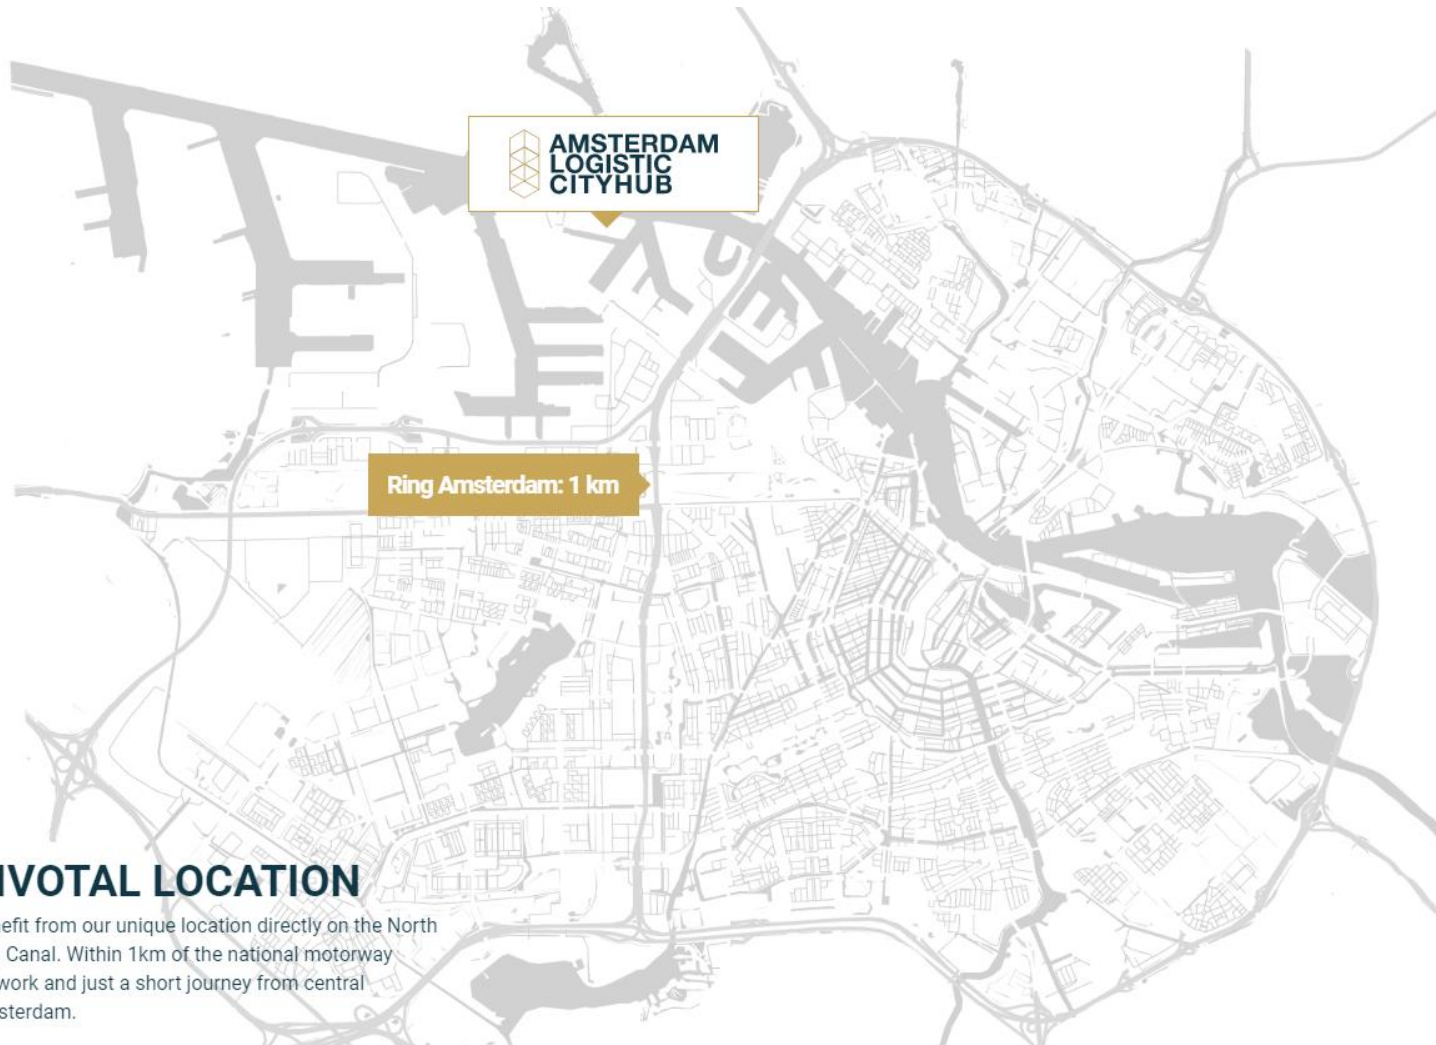 AMSTERDAM
LOGISTIC
CITYHUB
Ring Amsterdam: 1 km
IVOTAL LOCATION
nefit from our unique location directly on the North
Canal. Within 1km of the national motorway
work and just a short journey from central
sterdam.